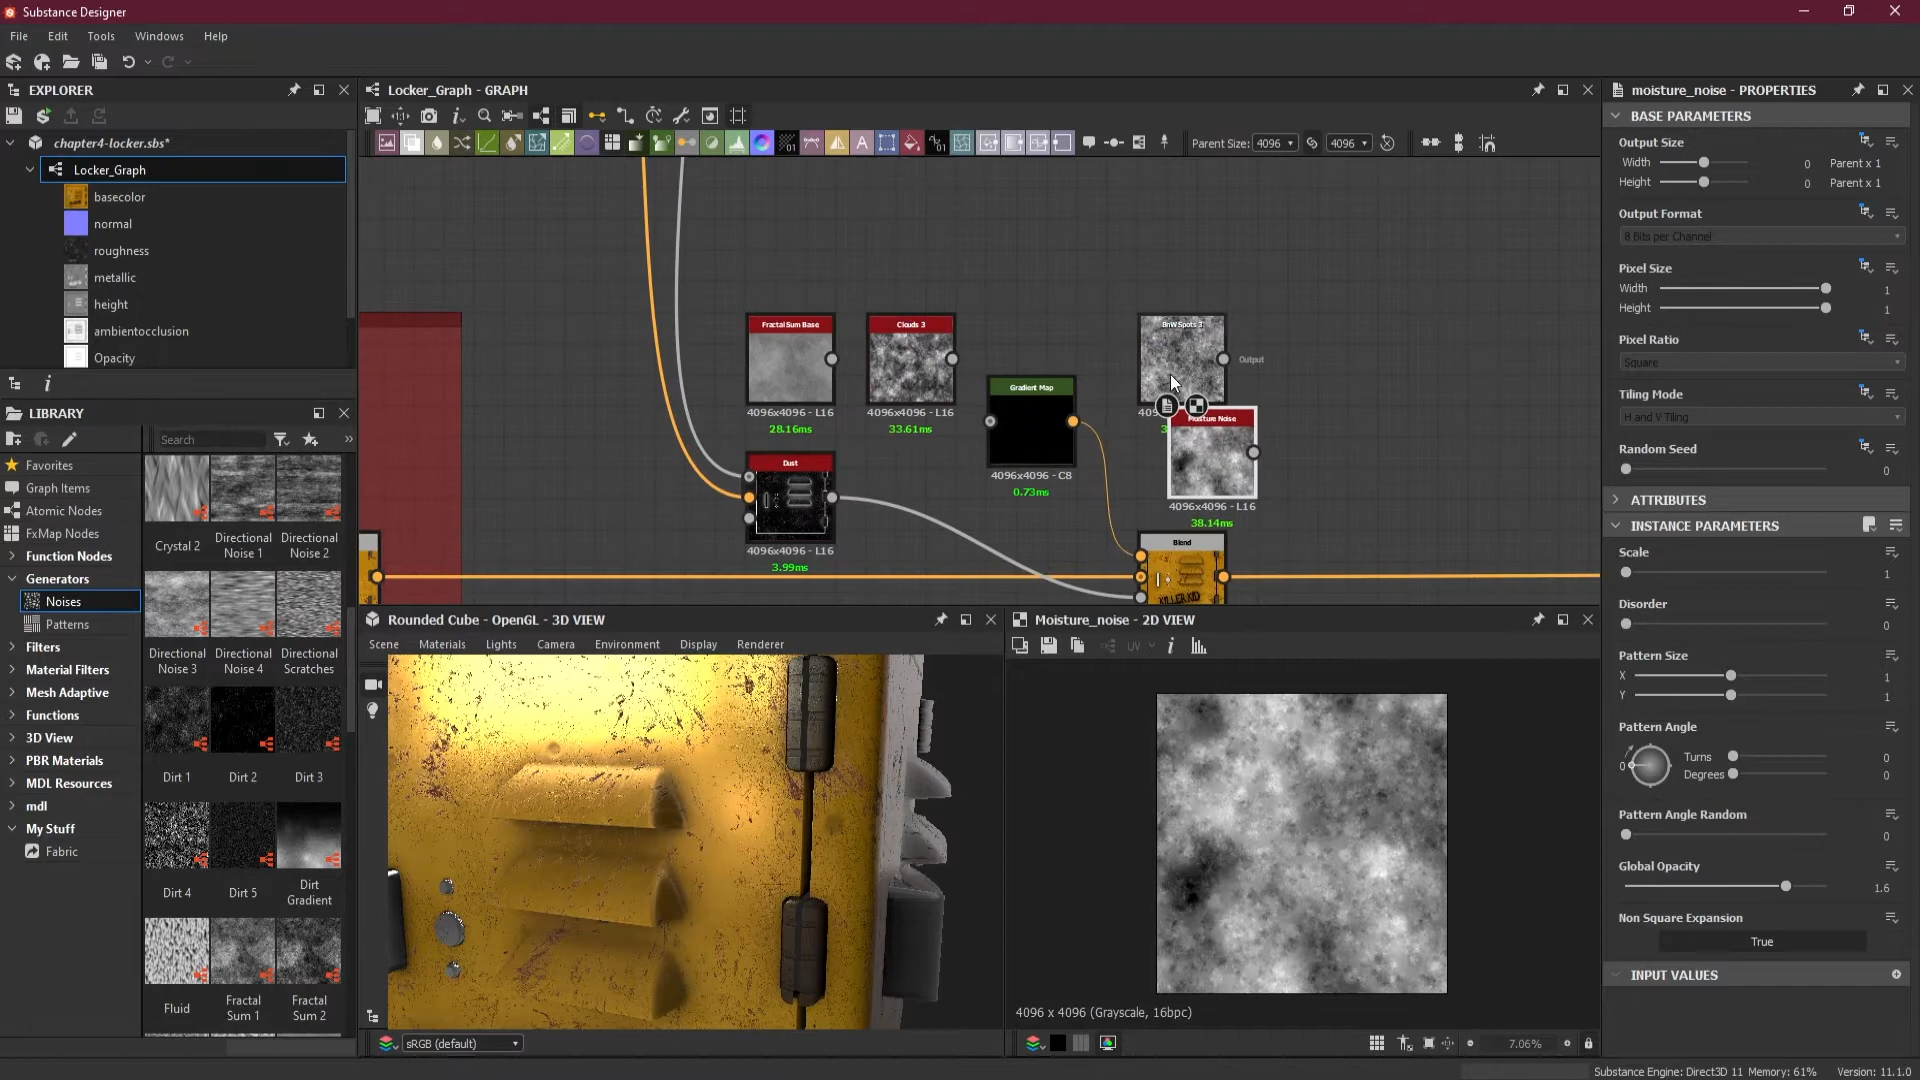 Substance Designer
File Edit Tools Windows Help
EXPLORER
chapter4-locker.sbs*
Locker_Graph
basecolor
normal
roughness
metallic
height
ambientocclusion
Opacity
LIBRARY
Search
Favorites
Graph Items
Atomic Nodes
FxMap Nodes
Function Nodes
Generators
Noises
Patterns
Filters
Material Filters
Mesh Adaptive
Functions
3D View
PBR Materials
MDL Resources
mdl
My Stuff
Fabric
Crystal 2
Directional Noise 1
Directional Noise 2
Directional Noise 3
Directional Noise 4
Directional Scratches
Dirt 1
Dirt 2
Dirt 3
Dirt 4
Dirt 5
Dirt Gradient
Fluid
Fractal Sum 1
Fractal Sum 2
Locker_Graph - GRAPH
Parent Size: 4096 4096
Fractal Sum Base
4096x4096 - L16
28.16ms
Clouds 3
4096x4096 - L16
33.61ms
Gradient Map
4096x4096 - C8
0.73ms
BnW Spots 3
Output
Moisture Noise
4096x4096 - L16
38.14ms
Dust
4096x4096 - L16
3.99ms
Blend
KILLER KID
Rounded Cube - OpenGL - 3D VIEW
Scene Materials Lights Camera Environment Display Renderer
sRGB (default)
Moisture_noise - 2D VIEW
UV
4096 x 4096 (Grayscale, 16bpc)
7.06%
moisture_noise - PROPERTIES
BASE PARAMETERS
Output Size
Width 0 Parent x 1
Height 0 Parent x 1
Output Format
8 Bits per Channel
Pixel Size
Width 1
Height 1
Pixel Ratio
Square
Tiling Mode
H and V Tiling
Random Seed
0
ATTRIBUTES
INSTANCE PARAMETERS
Scale
1
Disorder
0
Pattern Size
X 1
Y 1
Pattern Angle
0 Turns 0
Degrees 0
Pattern Angle Random
0
Global Opacity
1.6
Non Square Expansion
True
INPUT VALUES
Substance Engine: Direct3D 11 Memory: 61% Version: 11.1.0